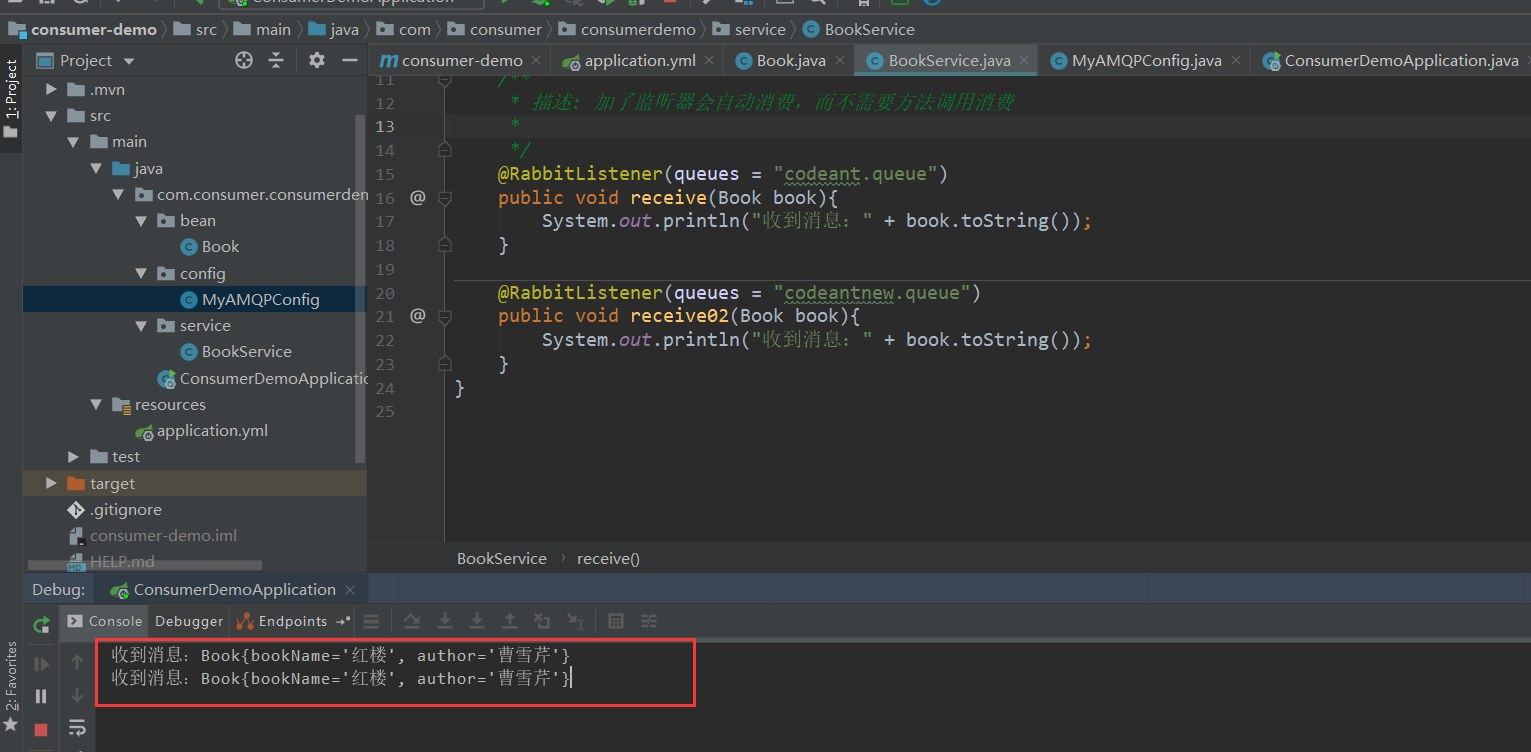 ConsumerDemoApplication
consumer-demo src main java com consumer consumerdemo service BookService
1: Project
Project
consumer-demo application.yml Book.java BookService.java MyAMQPConfig.java ConsumerDemoApplication.java
.mvn
src
main
java
com.consumer.consumerden
bean
Book
config
MyAMQPConfig
service
BookService
ConsumerDemoApplicatic
resources
application.yml
test
target
.gitignore
consumer-demo.iml
HELP.md
11 /**
12 * 描述: 加了监听器会自动消费，而不需要方法调用消费
13 *
14 */
15 @RabbitListener(queues = "codeant.queue")
16 public void receive(Book book){
17 System.out.println("收到消息：" + book.toString());
18 }
19
20 @RabbitListener(queues = "codeantnew.queue")
21 public void receive02(Book book){
22 System.out.println("收到消息：" + book.toString());
23 }
24 }
25
BookService › receive()
Debug: ConsumerDemoApplication
Console Debugger Endpoints
2: Favorites
收到消息：Book{bookName='红楼', author='曹雪芹'}
收到消息：Book{bookName='红楼', author='曹雪芹'}